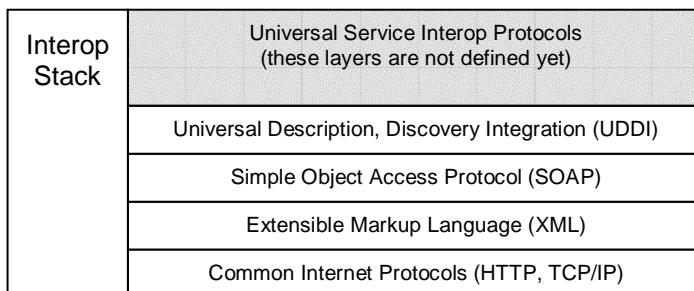 Interop
Stack
Universal Service Interop Protocols
(these layers are not defined yet)
Universal Description, Discovery Integration (UDDI)
Simple Object Access Protocol (SOAP)
Extensible Markup Language (XML)
Common Internet Protocols (HTTP, TCP/IP)